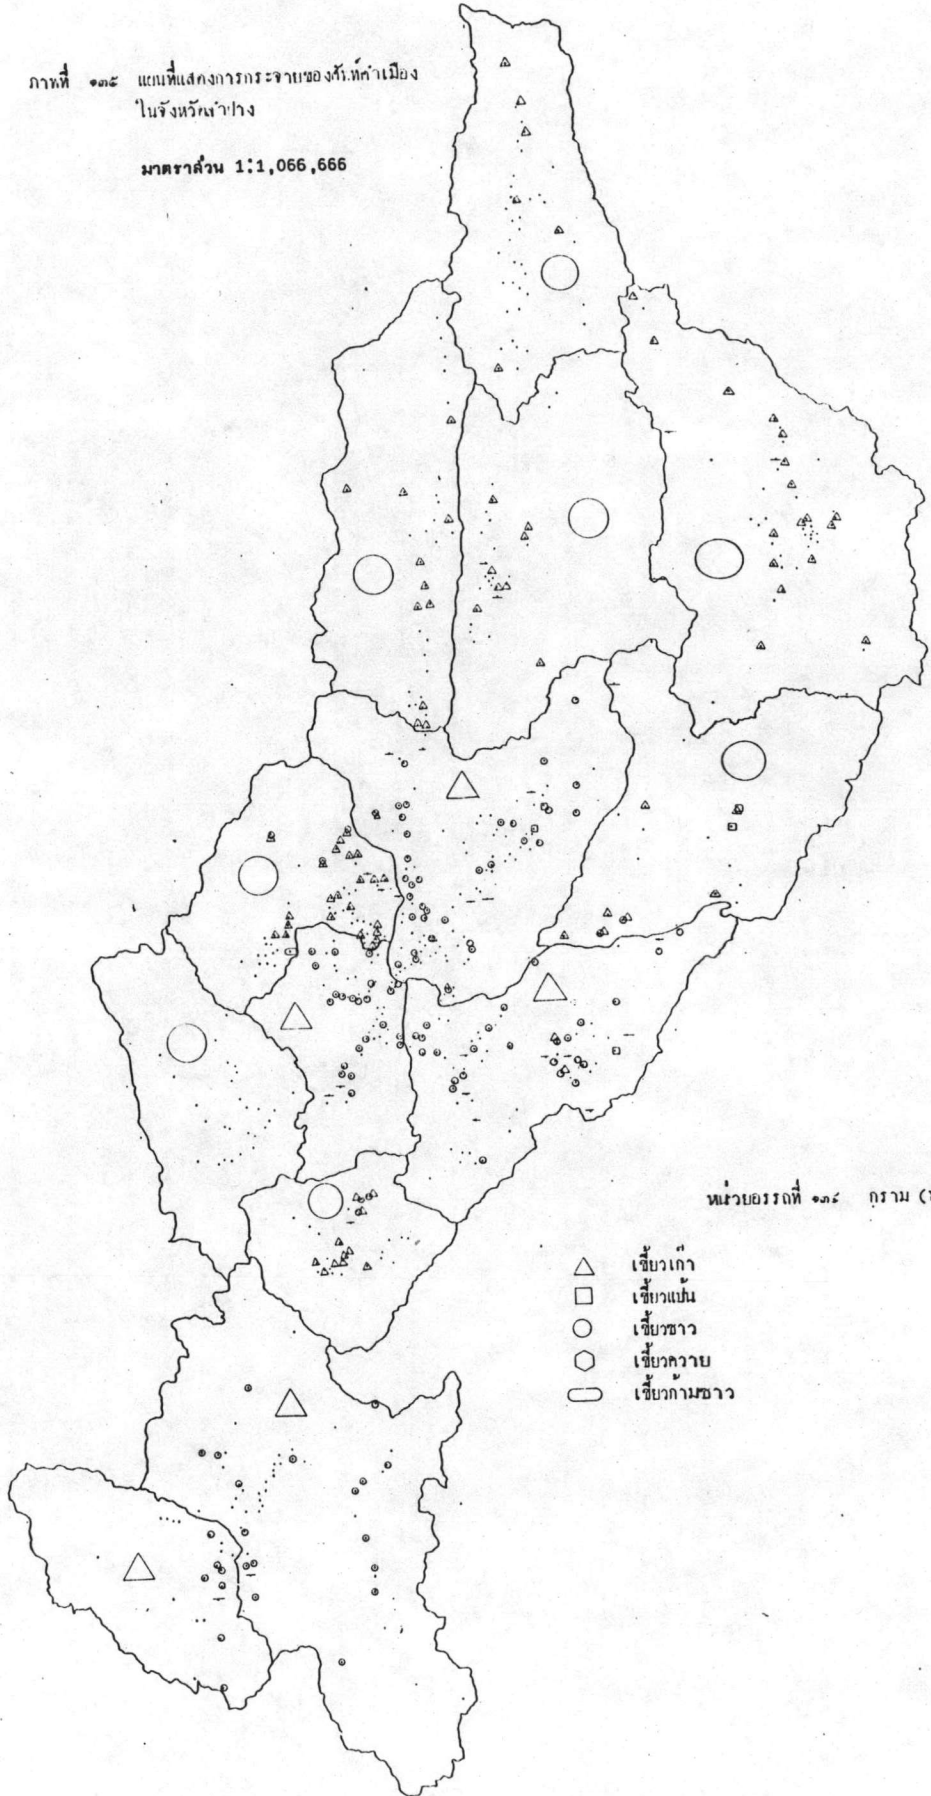 ภาพที่ ๑๓๕ แผนที่แสดงการกระจายของศัพท์คำเมือง
ในจังหวัดลำปาง
มาตราส่วน 1:1,066,666
หน่วยอรรถที่ ๑๓๕ กราม (
เขี้ยวเก๊า
เขี้ยวแป้น
เขี้ยวซาว
เขี้ยวควาย
เขี้ยวก้ามซาว